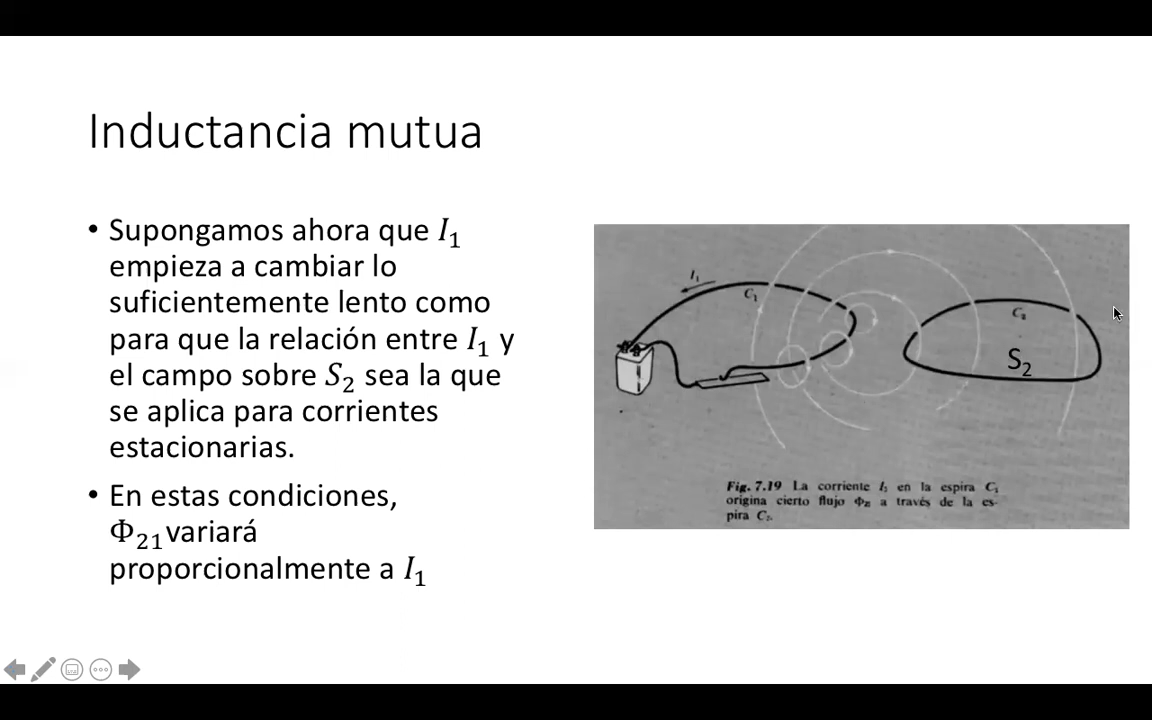 Inductancia mutua
• Supongamos ahora que I₁
empieza a cambiar lo
suficientemente lento como
para que la relación entre I₁ y
el campo sobre S₂ sea la que
se aplica para corrientes
estacionarias.
• En estas condiciones,
Φ₂₁ variará
proporcionalmente a I₁
I₁
C₁
C₂
S₂
Fig. 7.19 La corriente I₁ en la espira C₁
origina cierto flujo Φ₂₁ a través de la es-
pira C₂.